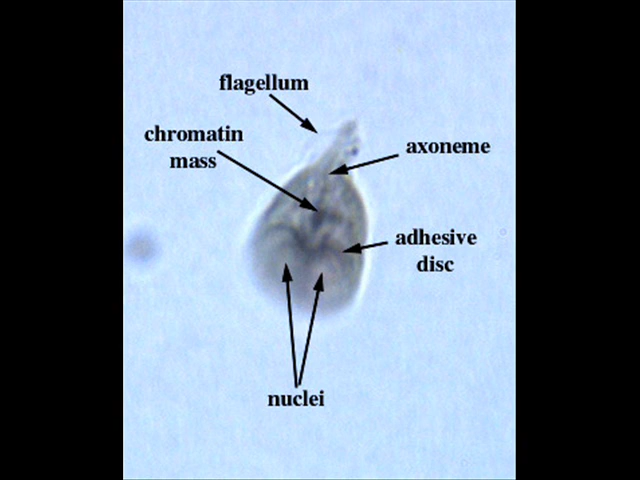 flagellum
chromatin
mass
axoneme
adhesive
disc
nuclei